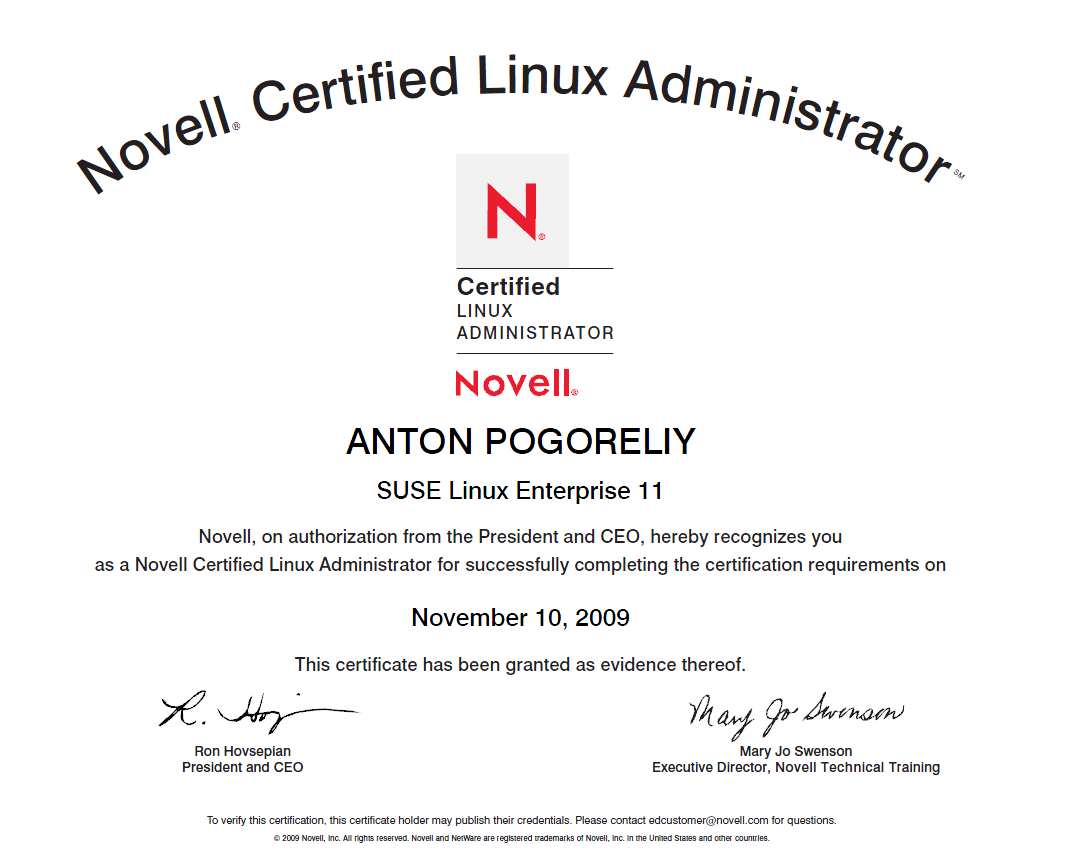 Novell® Certified Linux Administrator℠
N®
Certified
LINUX
ADMINISTRATOR
Novell®
ANTON POGORELIY
SUSE Linux Enterprise 11
Novell, on authorization from the President and CEO, hereby recognizes you
as a Novell Certified Linux Administrator for successfully completing the certification requirements on
November 10, 2009
This certificate has been granted as evidence thereof.
R. Hov
Mary Jo Swenson
Ron Hovsepian
President and CEO
Mary Jo Swenson
Executive Director, Novell Technical Training
To verify this certification, this certificate holder may publish their credentials. Please contact edcustomer@novell.com for questions.
© 2009 Novell, Inc. All rights reserved. Novell and NetWare are registered trademarks of Novell, Inc. in the United States and other countries.